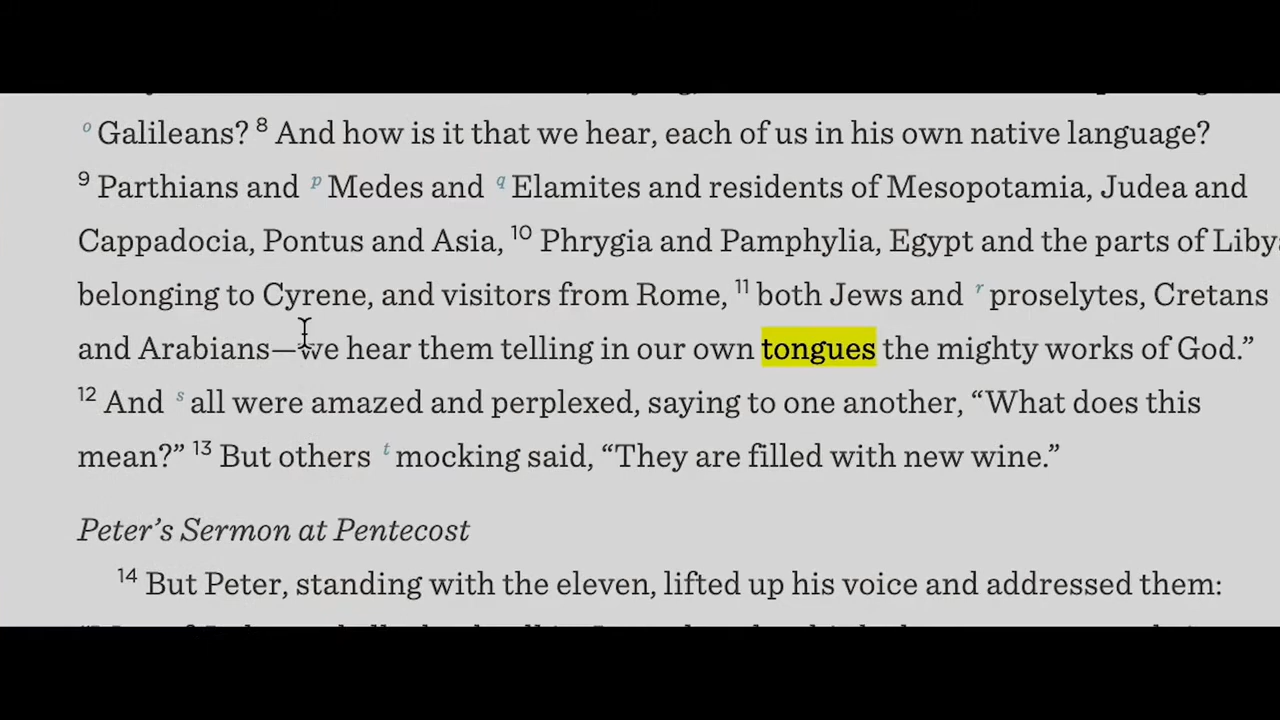 o Galileans? 8 And how is it that we hear, each of us in his own native language?
9 Parthians and p Medes and q Elamites and residents of Mesopotamia, Judea and
Cappadocia, Pontus and Asia, 10 Phrygia and Pamphylia, Egypt and the parts of Liby
belonging to Cyrene, and visitors from Rome, 11 both Jews and r proselytes, Cretans
and Arabians—we hear them telling in our own tongues the mighty works of God.”
12 And s all were amazed and perplexed, saying to one another, “What does this
mean?” 13 But others t mocking said, “They are filled with new wine.”
Peter’s Sermon at Pentecost
14 But Peter, standing with the eleven, lifted up his voice and addressed them: